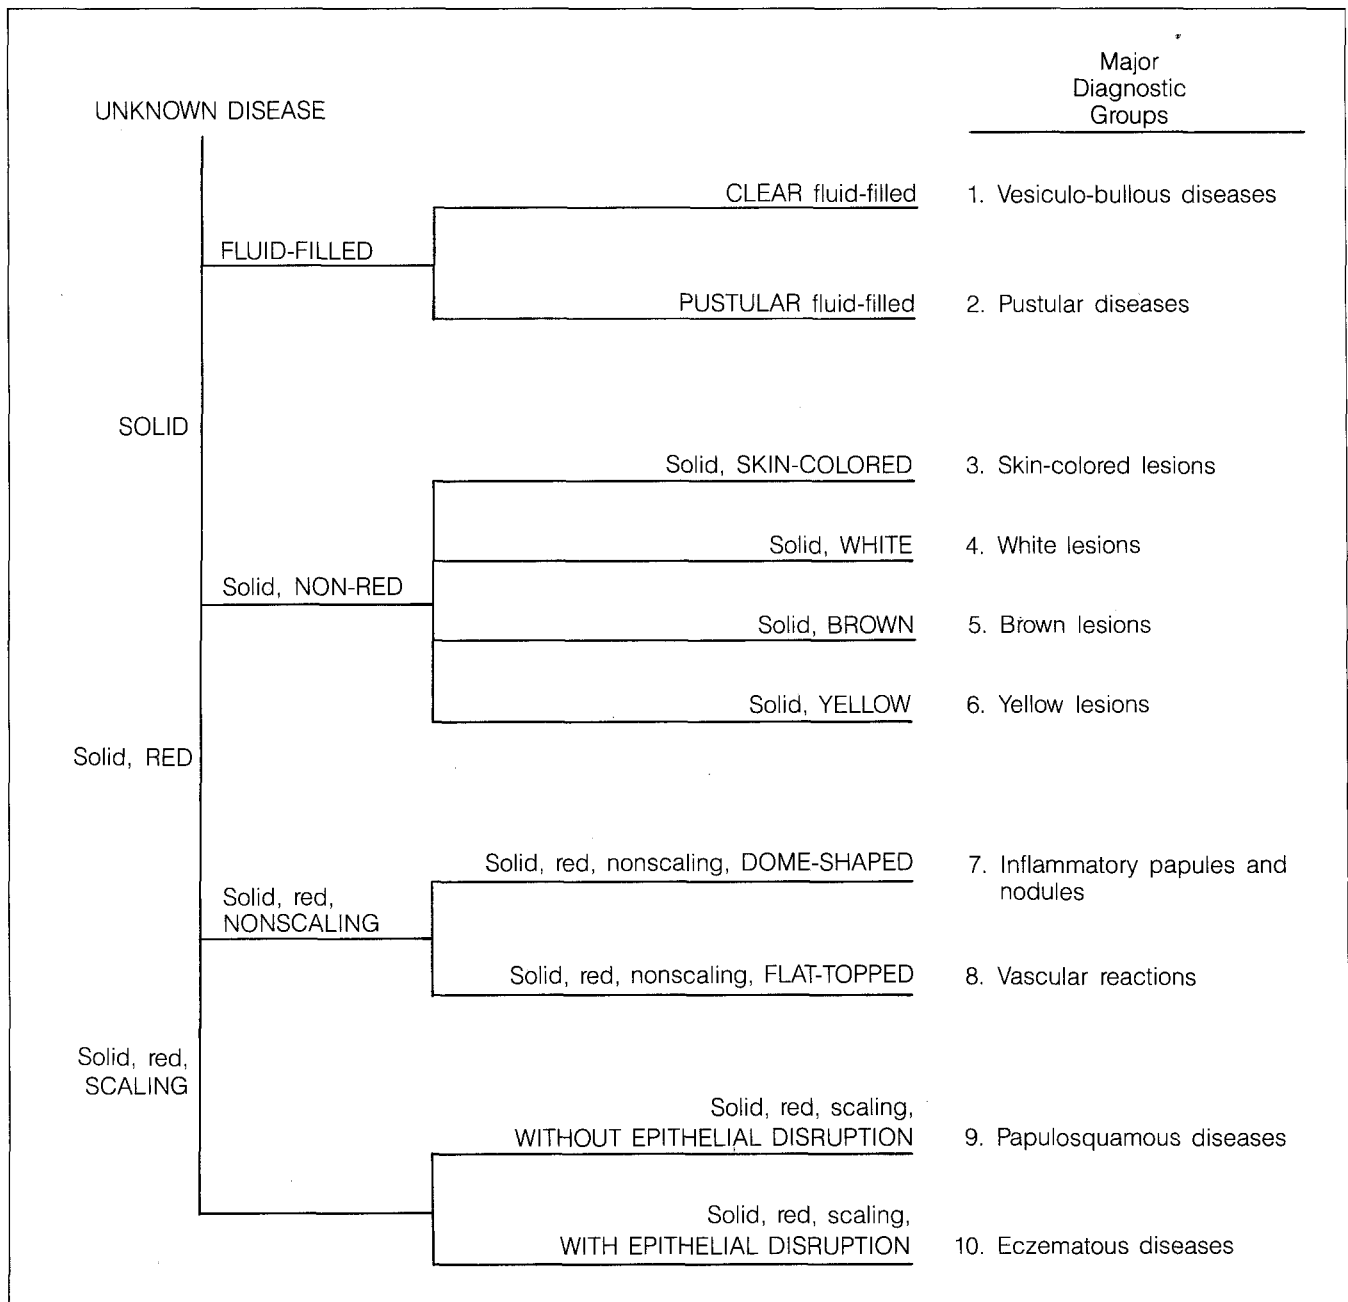 Major
Diagnostic
Groups
UNKNOWN DISEASE
CLEAR fluid-filled 1. Vesiculo-bullous diseases
FLUID-FILLED
PUSTULAR fluid-filled 2. Pustular diseases
SOLID
Solid, SKIN-COLORED 3. Skin-colored lesions
Solid, WHITE 4. White lesions
Solid, NON-RED
Solid, BROWN 5. Brown lesions
Solid, YELLOW 6. Yellow lesions
Solid, RED
Solid, red, nonscaling, DOME-SHAPED 7. Inflammatory papules and
nodules
Solid, red,
NONSCALING
Solid, red, nonscaling, FLAT-TOPPED 8. Vascular reactions
Solid, red,
SCALING
Solid, red, scaling,
WITHOUT EPITHELIAL DISRUPTION 9. Papulosquamous diseases
Solid, red, scaling,
WITH EPITHELIAL DISRUPTION 10. Eczematous diseases